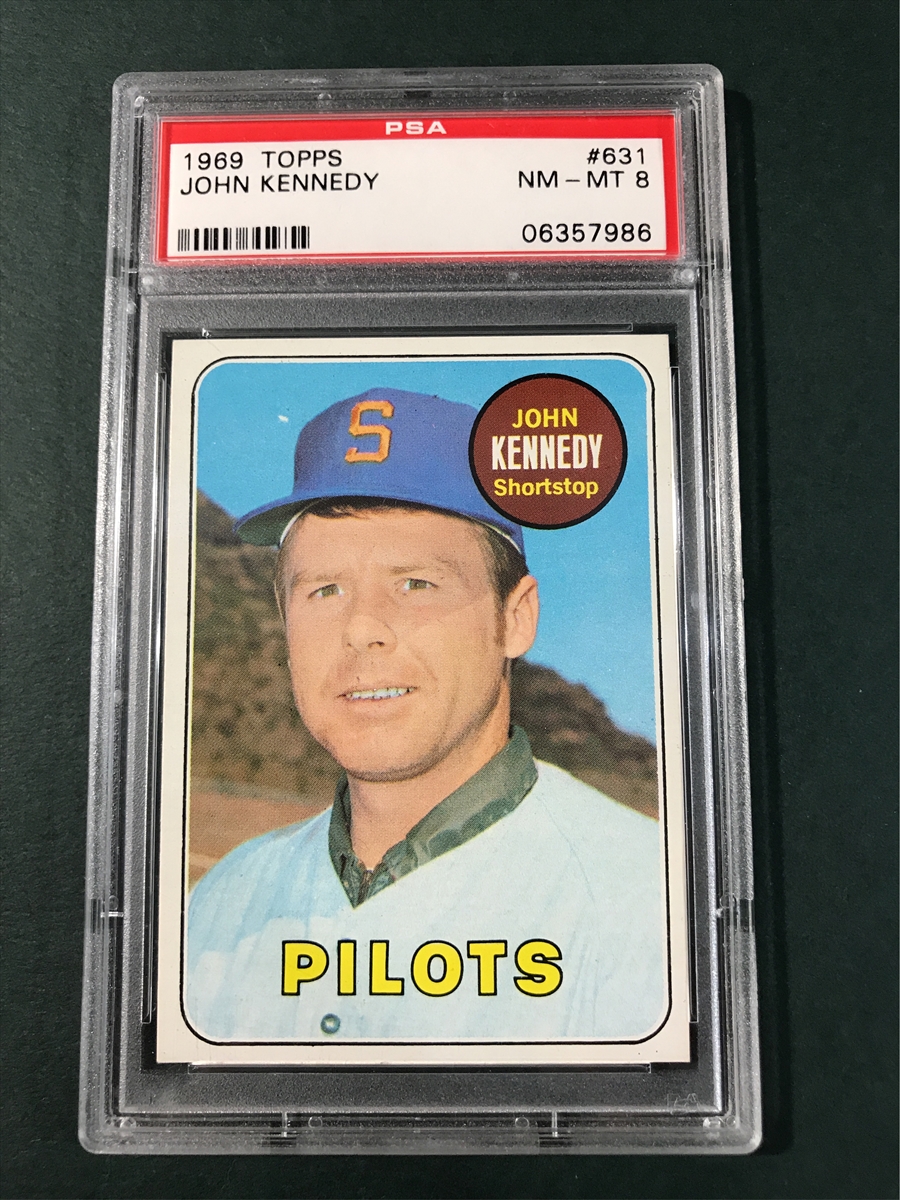 PSA
1969 TOPPS #631
JOHN KENNEDY NM-MT 8
06357986
S
JOHN
KENNEDY
Shortstop
PILOTS